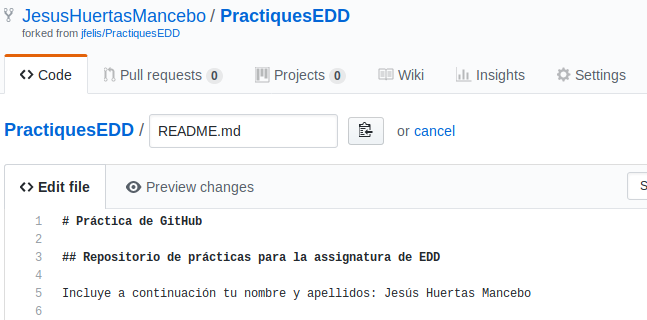 JesusHuertasMancebo / PractiquesEDD
forked from jfelis/PractiquesEDD
<> Code Pull requests 0 Projects 0 Wiki Insights Settings
PractiquesEDD / README.md or cancel
<> Edit file Preview changes S
1 # Práctica de GitHub
2
3 ## Repositorio de prácticas para la assignatura de EDD
4
5 Incluye a continuación tu nombre y apellidos: Jesús Huertas Mancebo
6